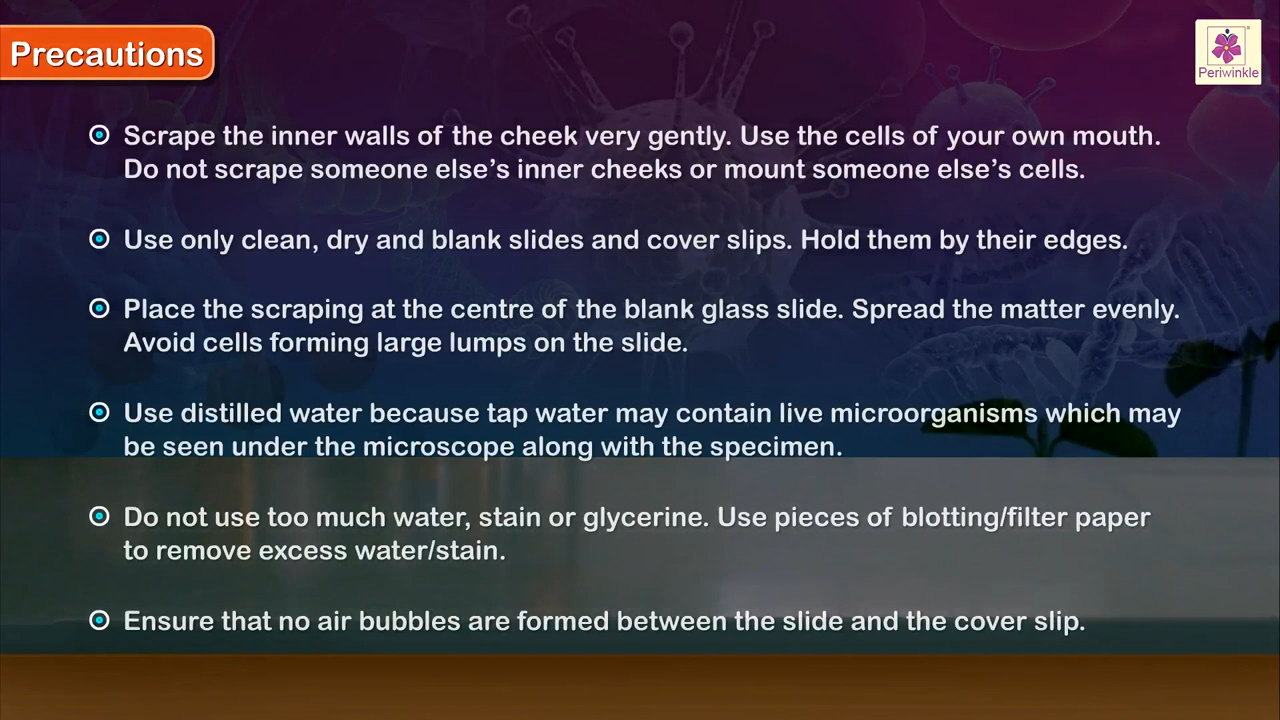 Precautions
Periwinkle
Scrape the inner walls of the cheek very gently. Use the cells of your own mouth.
Do not scrape someone else's inner cheeks or mount someone else's cells.
Use only clean, dry and blank slides and cover slips. Hold them by their edges.
Place the scraping at the centre of the blank glass slide. Spread the matter evenly.
Avoid cells forming large lumps on the slide.
Use distilled water because tap water may contain live microorganisms which may
be seen under the microscope along with the specimen.
Do not use too much water, stain or glycerine. Use pieces of blotting/filter paper
to remove excess water/stain.
Ensure that no air bubbles are formed between the slide and the cover slip.